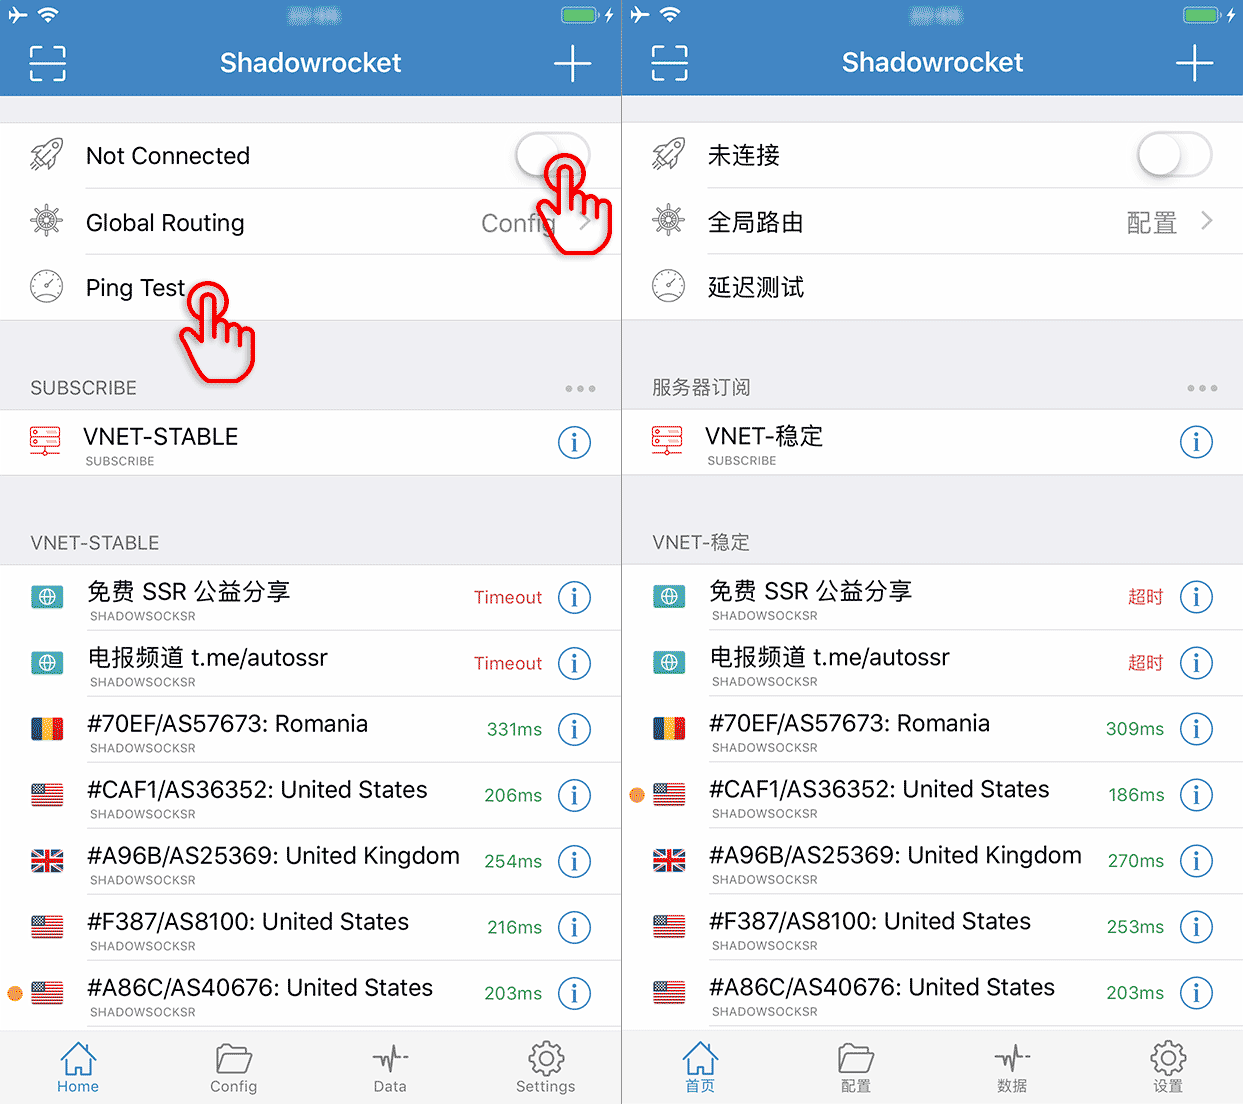 Shadowrocket
Not Connected
Global Routing
Config
Ping Test
SUBSCRIBE
VNET-STABLE
SUBSCRIBE
VNET-STABLE
免费 SSR 公益分享
SHADOWSOCKSR
Timeout
电报频道 t.me/autossr
SHADOWSOCKSR
Timeout
#70EF/AS57673: Romania
SHADOWSOCKSR
331ms
#CAF1/AS36352: United States
SHADOWSOCKSR
206ms
#A96B/AS25369: United Kingdom
SHADOWSOCKSR
254ms
#F387/AS8100: United States
SHADOWSOCKSR
216ms
#A86C/AS40676: United States
SHADOWSOCKSR
203ms
Home
Config
Data
Settings
Shadowrocket
未连接
全局路由
配置
延迟测试
服务器订阅
VNET-稳定
SUBSCRIBE
VNET-稳定
免费 SSR 公益分享
SHADOWSOCKSR
超时
电报频道 t.me/autossr
SHADOWSOCKSR
超时
#70EF/AS57673: Romania
SHADOWSOCKSR
309ms
#CAF1/AS36352: United States
SHADOWSOCKSR
186ms
#A96B/AS25369: United Kingdom
SHADOWSOCKSR
270ms
#F387/AS8100: United States
SHADOWSOCKSR
253ms
#A86C/AS40676: United States
SHADOWSOCKSR
203ms
首页
配置
数据
设置